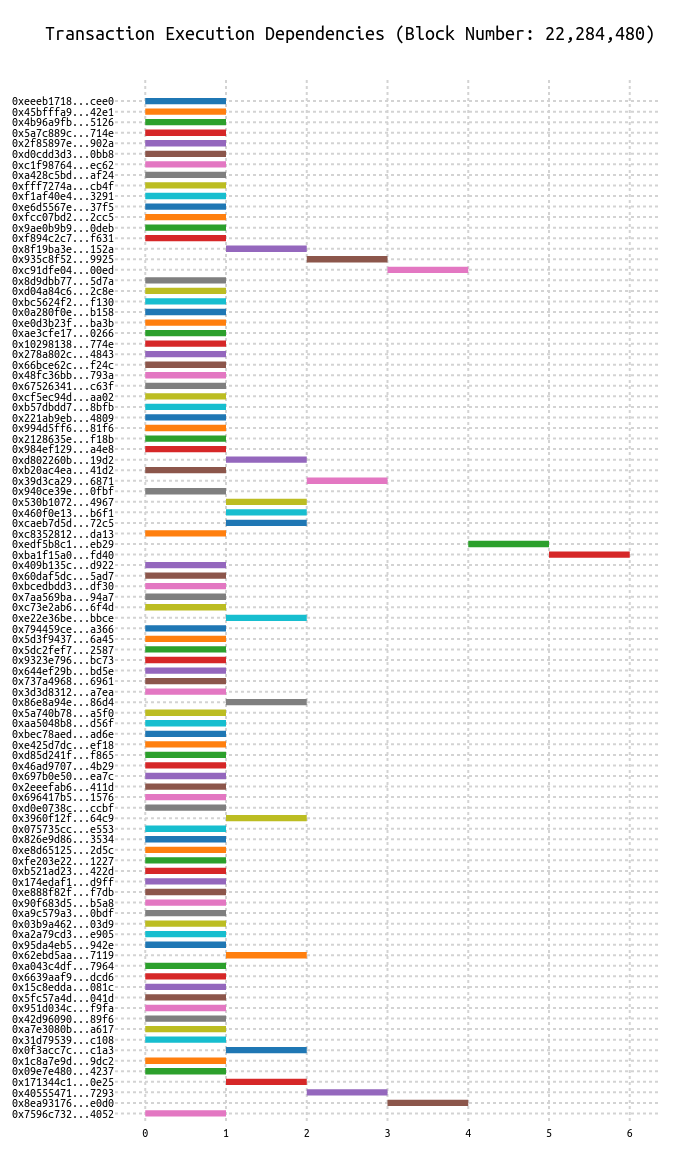 Transaction Execution Dependencies (Block Number: 22,284,480)
0xeeeb1718...cee0
0x45bfffa9...42e1
0x4b96a9fb...5126
0x5a7c889c...714e
0x2f85897e...902a
0xd0cdd3d3...0bb8
0xc1f98764...ec62
0xa428c5bd...af24
0xfff7274a...cb4f
0xf1af40e4...3291
0xe6d5567e...37f5
0xfcc07bd2...2cc5
0x9ae0b9b9...0deb
0xf894c2c7...f631
0x8f19ba3e...152a
0x935c8f52...9925
0xc91dfe04...00ed
0x8d9dbb77...5d7a
0xd04a84c6...2c8e
0xbc5624f2...f130
0x0a280f0e...b158
0xe0d3b23f...ba3b
0xae3cfe17...0266
0x10298138...774e
0x278a802c...4843
0x66bce62c...f24c
0x48fc36bb...793a
0x67526341...c63f
0xcf5ec94d...aa02
0xb57dbdd7...8bfb
0x221ab9eb...4809
0x994d5ff6...81f6
0x2128635e...f18b
0x984ef129...a4e8
0xd802260b...19d2
0xb20ac4ea...41d2
0x39d3ca29...6871
0x940ce39e...0fbf
0x530b1072...4967
0x460f0e13...b6f1
0xcaeb7d5d...72c5
0xc8352812...da13
0xedf5b8c1...eb29
0xba1f15a0...fd40
0x409b135c...d922
0x60daf5dc...5ad7
0xbcedbdd3...df30
0x7aa569ba...94a7
0xc73e2ab6...6f4d
0xe22e36be...bbce
0x794459ce...a366
0x5d3f9437...6a45
0x5dc2fef7...2587
0x9323e796...bc73
0x644ef29b...bd5e
0x737a4968...6961
0x3d3d8312...a7ea
0x86e8a94e...86d4
0x5a740b78...a5f0
0xaa5048b8...d56f
0xbec78aed...ad6e
0xe425d7dc...ef18
0xd85d241f...f865
0x46ad9707...4b29
0x697b0e50...ea7c
0x2eeefab6...411d
0x696417b5...1576
0xd0e0738c...ccbf
0x3960f12f...64c9
0x075735cc...e553
0x826e9d86...3534
0xe8d65125...2d5c
0xfe203e22...1227
0xb521ad23...422d
0x174edaf1...d9ff
0xe888f82f...f7db
0x90f683d5...b5a8
0xa9c579a3...0bdf
0x03b9a462...03d9
0xa2a79cd3...e905
0x95da4eb5...942e
0x62ebd5aa...7119
0xa043c4df...7964
0x6639aaf9...dcd6
0x15c8edda...081c
0x5fc57a4d...041d
0x951d034c...f9fa
0x42d96090...89f6
0xa7e3080b...a617
0x31d79539...c108
0x0f3acc7c...c1a3
0x1c8a7e9d...9dc2
0x09e7e480...4237
0x171344c1...0e25
0x40555471...7293
0x8ea93176...e0d0
0x7596c732...4052
0 1 2 3 4 5 6